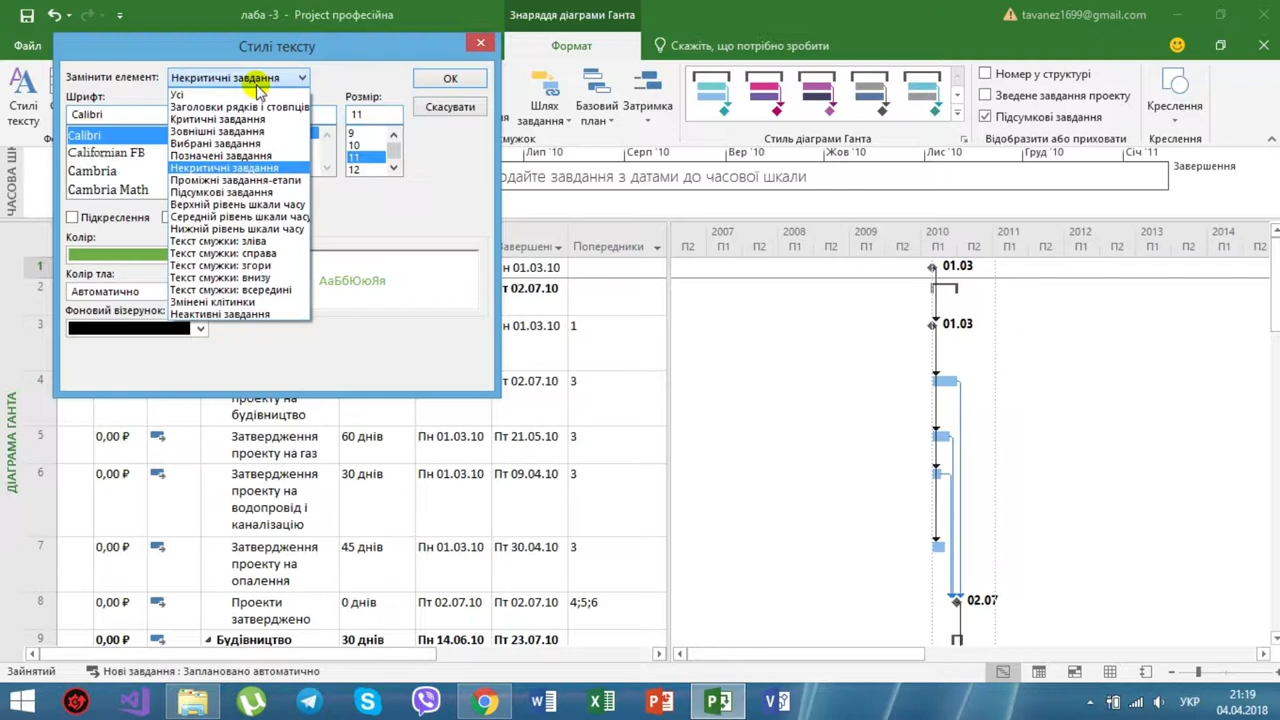 лаба -3 - Project професійна
Знаряддя діаграми Ганта
tavanez1699@gmail.com
Файл
Формат
Скажіть, що потрібно зробити
Стилі тексту
Замінити елемент:
Некритичні завдання
ОК
Скасувати
Шрифт:
Calibri
Calibri
Californian FB
Cambria
Cambria Math
Розмір:
11
9
10
11
12
Усі
Заголовки рядків і стовпців
Критичні завдання
Зовнішні завдання
Вибрані завдання
Позначені завдання
Некритичні завдання
Проміжні завдання-етапи
Підсумкові завдання
Верхній рівень шкали часу
Середній рівень шкали часу
Нижній рівень шкали часу
Текст смужки: зліва
Текст смужки: справа
Текст смужки: згори
Текст смужки: внизу
Текст смужки: всередині
Змінені клітинки
Неактивні завдання
Підкреслення
Колір:
Колір тла:
Автоматично
Фоновий візерунок:
АаБбЮюЯя
Стилі
тексту
Шлях
завдання
Базовий
план
Затримка
Стиль діаграми Ганта
Номер у структурі
Зведене завдання проекту
Підсумкові завдання
Відобразити або приховати
Креслення
Креслення
Лип '10 Серп '10 Вер '10 Жов '10 Лис '10 Груд '10 Січ '11
Завершення
одайте завдання з датами до часової шкали
ДІАГРАМА ГАНТА
Попередники
2007 2008 2009 2010 2011 2012 2013 2014
П2 П1 П2 П1 П2 П1 П2 П1 П2 П1 П2 П1 П2 П1 П2
1 н 01.03.10 01.03
2 т 02.07.10
3 н 01.03.10 1 01.03
4 т 02.07.10 3
проекту на
будівництво
5 0,00 ₽ Затвердження
проекту на газ 60 днів Пн 01.03.10 Пт 21.05.10 3
6 0,00 ₽ Затвердження
проекту на
водопровід і
каналізацію 30 днів Пн 01.03.10 Пт 09.04.10 3
7 0,00 ₽ Затвердження
проекту на
опалення 45 днів Пн 01.03.10 Пт 30.04.10 3
8 0,00 ₽ Проекти
затверджено 0 днів Пт 02.07.10 Пт 02.07.10 4;5;6 02.07
9 0,00 ₽ Будівництво 30 днів Пн 14.06.10 Пт 23.07.10
Зайнятий
Нові завдання : Заплановано автоматично
УКР
21:19
04.04.2018